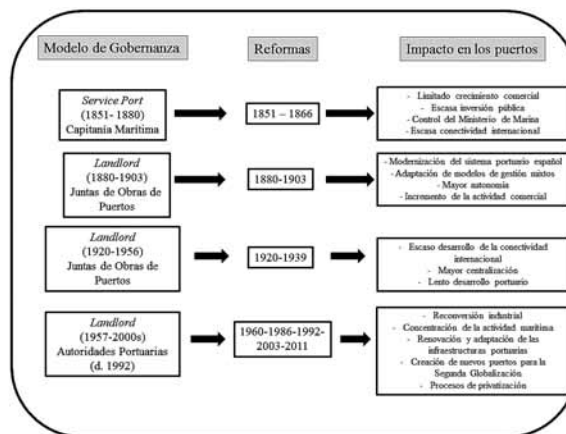 Modelo de Gobernanza
Reformas
Impacto en los puertos
Service Port
(1851- 1880)
Capitanía Marítima
1851 – 1866
- Limitado crecimiento comercial
- Escasa inversión pública
- Control del Ministerio de Marina
- Escasa conectividad internacional
Landlord
(1880-1903)
Juntas de Obras de
Puertos
1880-1903
- Modernización del sistema portuario español
- Adaptación de modelos de gestión mixtos
- Mayor autonomía
- Incremento de la actividad comercial
Landlord
(1920-1956)
Juntas de Obras de
Puertos
1920-1939
- Escaso desarrollo de la conectividad
internacional
- Mayor centralización
- Lento desarrollo portuario
Landlord
(1957-2000s)
Autoridades Portuarias
(d. 1992)
1960-1986-1992-
2003-2011
- Reconversión industrial
- Concentración de la actividad marítima
- Renovación y adaptación de las
infraestructuras portuarias
- Creación de nuevos puertos para la
Segunda Globalización
- Procesos de privatización